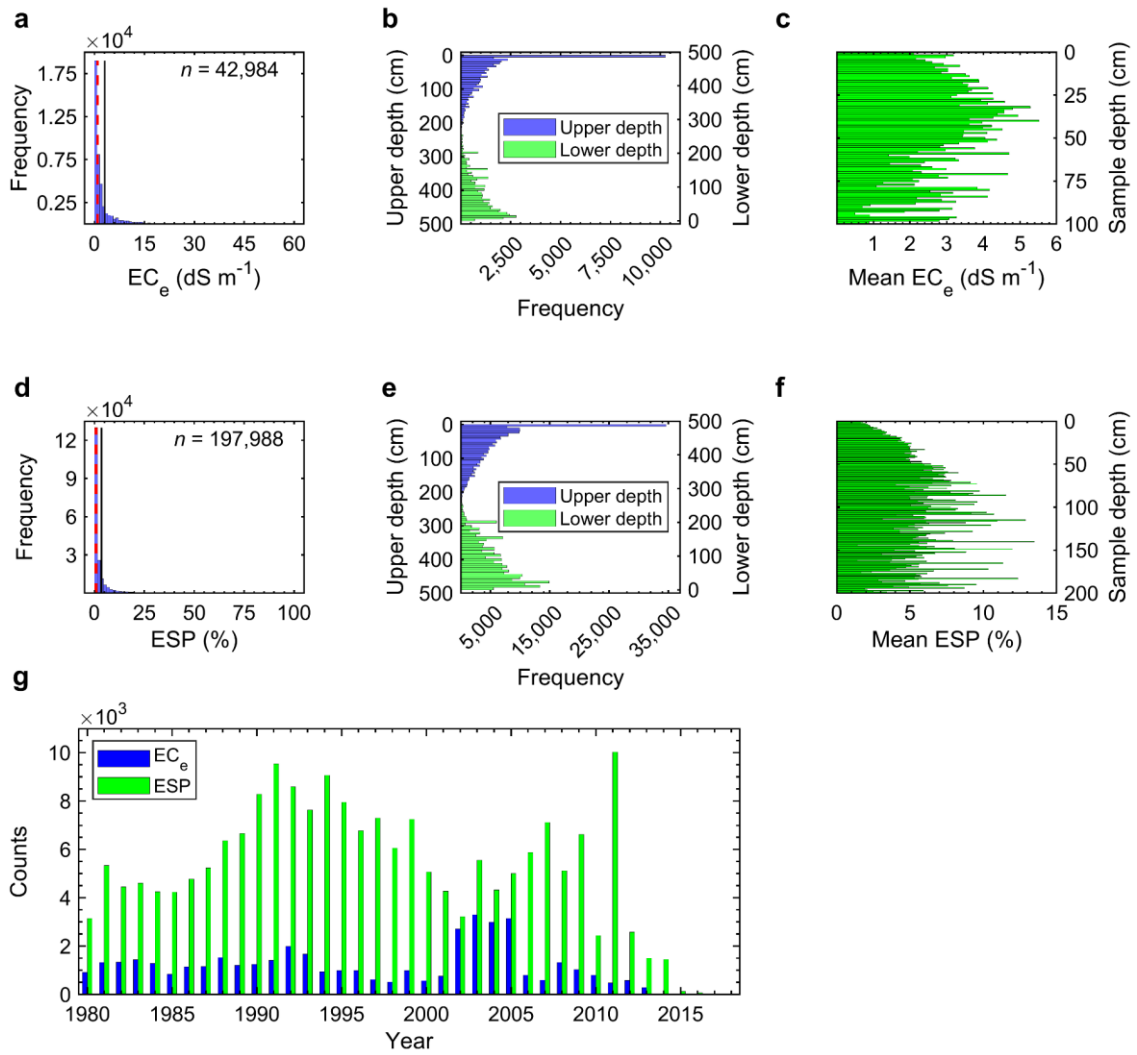 a
×10⁴
1.75
1.25
0.75
0.25
Frequency
n = 42,984
0 15 30 45 60
ECₑ (dS m⁻¹)
b
0
100
200
300
400
500
Upper depth (cm)
500
400
300
200
100
0
Lower depth (cm)
Upper depth
Lower depth
2,500 5,000 7,500 10,000
Frequency
c
0
25
50
75
100
Sample depth (cm)
1 2 3 4 5 6
Mean ECₑ (dS m⁻¹)
d
×10⁴
12
9
6
3
Frequency
n = 197,988
0 25 50 75 100
ESP (%)
e
0
100
200
300
400
500
Upper depth (cm)
500
400
300
200
100
0
Lower depth (cm)
Upper depth
Lower depth
5,000 15,000 25,000 35,000
Frequency
f
0
50
100
150
200
Sample depth (cm)
0 5 10 15
Mean ESP (%)
g
×10³
10
8
6
4
2
0
Counts
ECₑ
ESP
1980 1985 1990 1995 2000 2005 2010 2015
Year